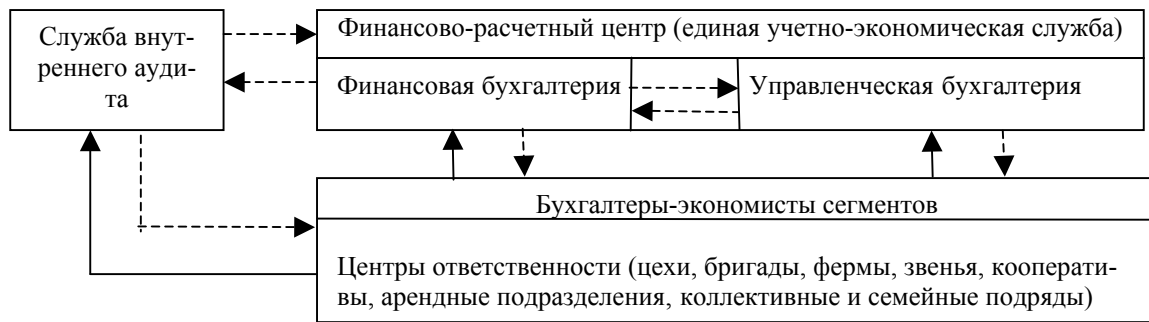 Служба внут-
реннего ауди-
та
Финансово-расчетный центр (единая учетно-экономическая служба)
Финансовая бухгалтерия
Управленческая бухгалтерия
Бухгалтеры-экономисты сегментов
Центры ответственности (цехи, бригады, фермы, звенья, кооперати-
вы, арендные подразделения, коллективные и семейные подряды)